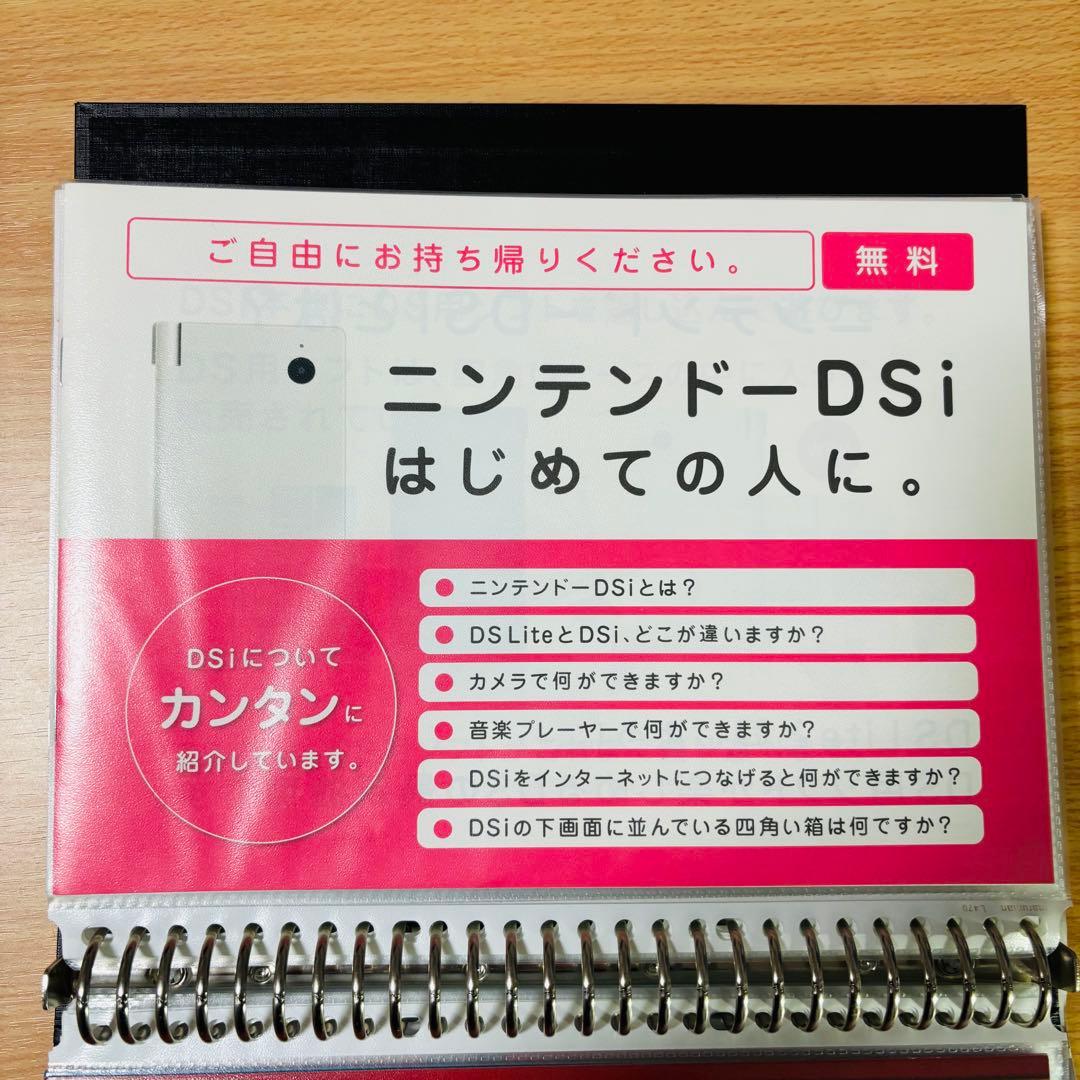 ご自由にお持ち帰りください。
無料
ニンテンドーDSi
はじめての人に。
DSiについて
カンタンに
紹介しています。
ニンテンドーDSiとは?
DS LiteとDSi、どこが違いますか?
カメラで何ができますか?
音楽プレーヤーで何ができますか?
DSiをインターネットにつなげると何ができますか?
DSiの下画面に並んでいる四角い箱は何ですか?
maruman L470